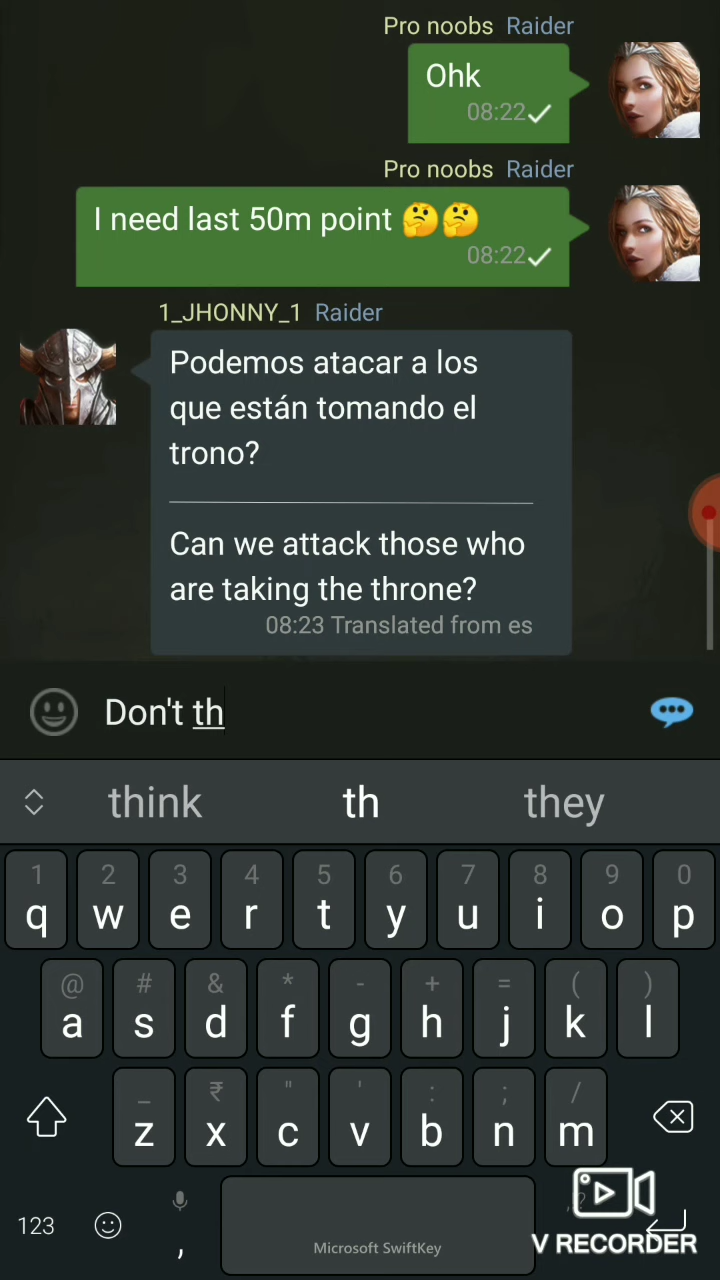 Pro noobs Raider
Ohk
08:22
Pro noobs Raider
I need last 50m point 🤔🤔
08:22
1_JHONNY_1 Raider
Podemos atacar a los
que están tomando el
trono?
Can we attack those who
are taking the throne?
08:23 Translated from es
Don't th
think th they
1 2 3 4 5 6 7 8 9 0
q w e r t y u i o p
@ # & * - + = ( )
a s d f g h j k l
_ ₹ " ' : ; /
z x c v b n m
123 , Microsoft SwiftKey
V RECORDER